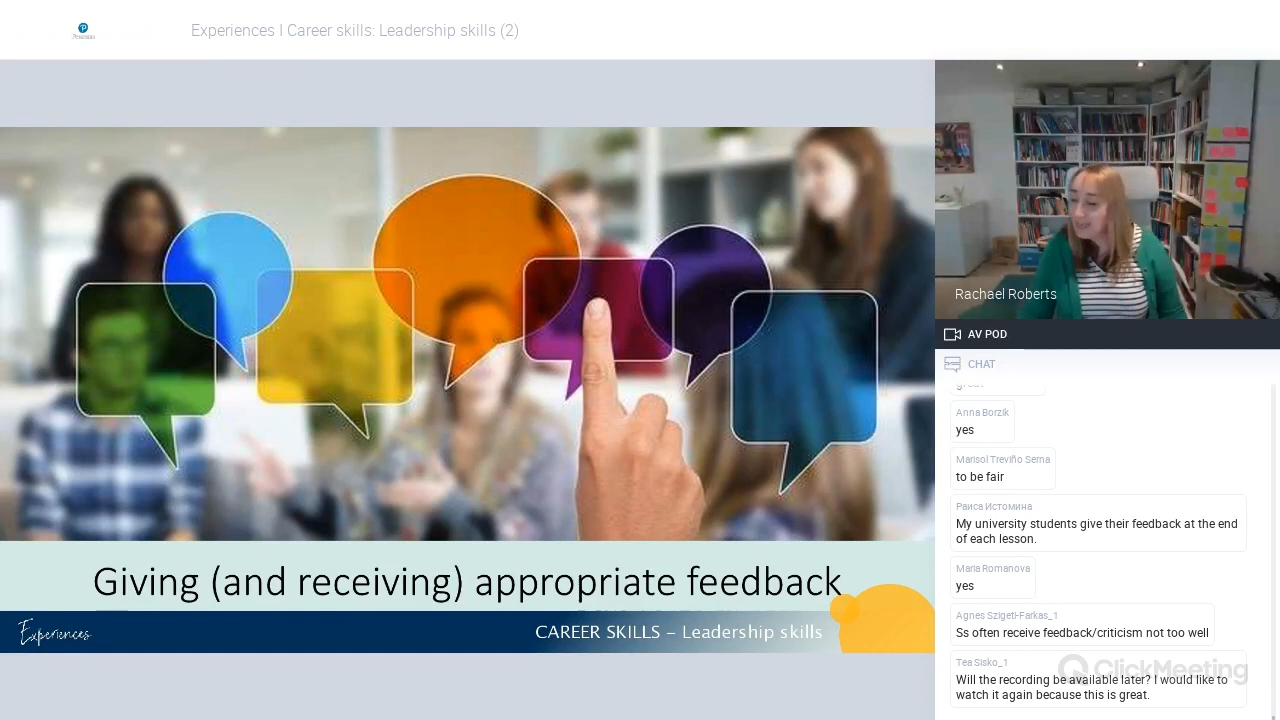 Experiences I Career skills: Leadership skills (2)
Rachael Roberts
AV POD
CHAT
great
Anna Borzik
yes
Marisol Treviño Serna
to be fair
Раиса Истомина
My university students give their feedback at the end
of each lesson.
Maria Romanova
yes
Agnes Szigeti-Farkas_1
Ss often receive feedback/criticism not too well
Tea Sisko_1
Will the recording be available later? I would like to
watch it again because this is great.
ClickMeeting
Giving (and receiving) appropriate feedback
Experiences
CAREER SKILLS – Leadership skills